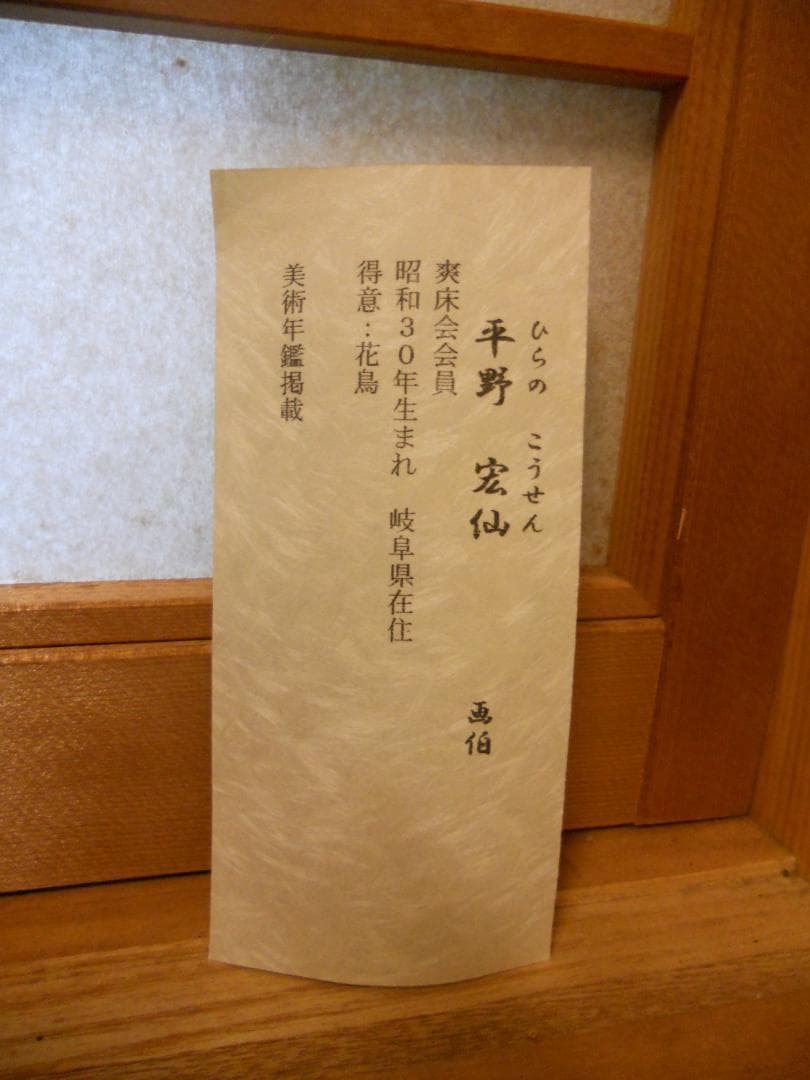 ひらの こうせん
平野 宏仙 画伯
爽床会会員
昭和３０年生まれ 岐阜県在住
得意：花鳥
美術年鑑掲載